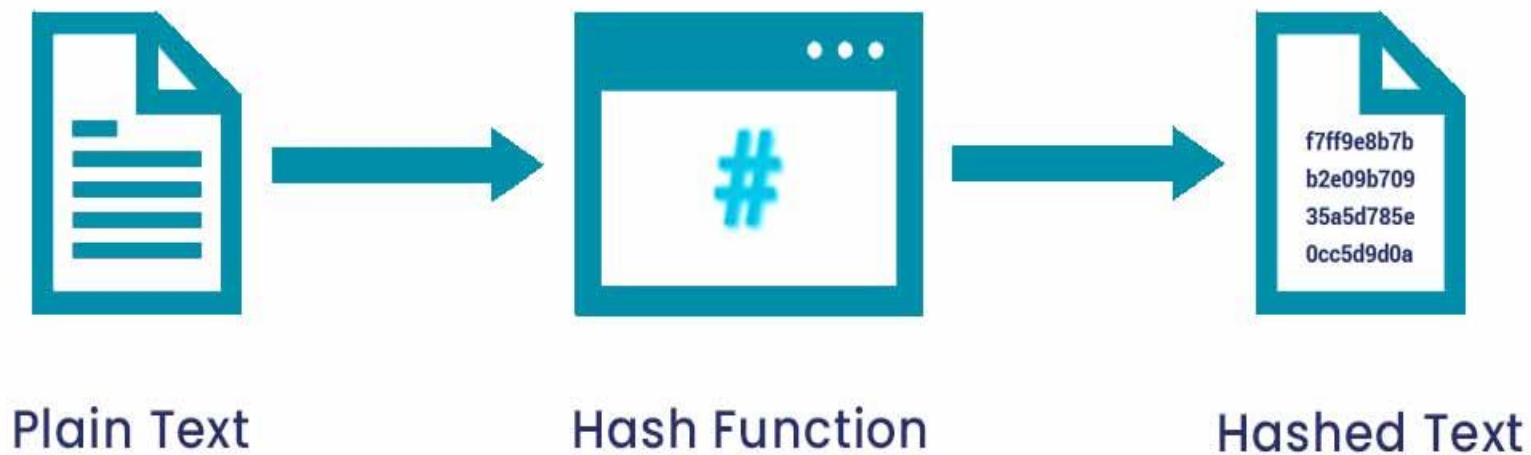 #
f7ff9e8b7b
b2e09b709
35a5d785e
0cc5d9d0a
Plain Text
Hash Function
Hashed Text